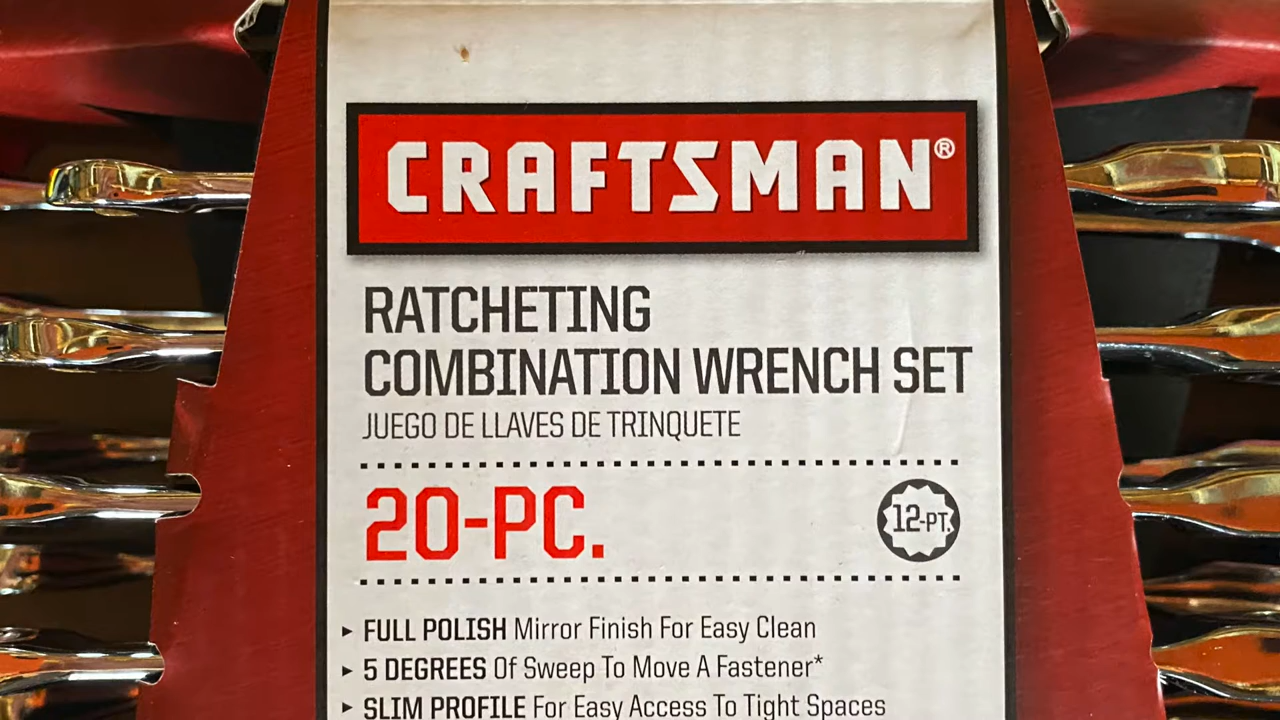 CRAFTSMAN®
RATCHETING
COMBINATION WRENCH SET
JUEGO DE LLAVES DE TRINQUETE
20-PC.
12-PT.
▸ FULL POLISH Mirror Finish For Easy Clean
▸ 5 DEGREES Of Sweep To Move A Fastener*
▸ SLIM PROFILE For Easy Access To Tight Spaces